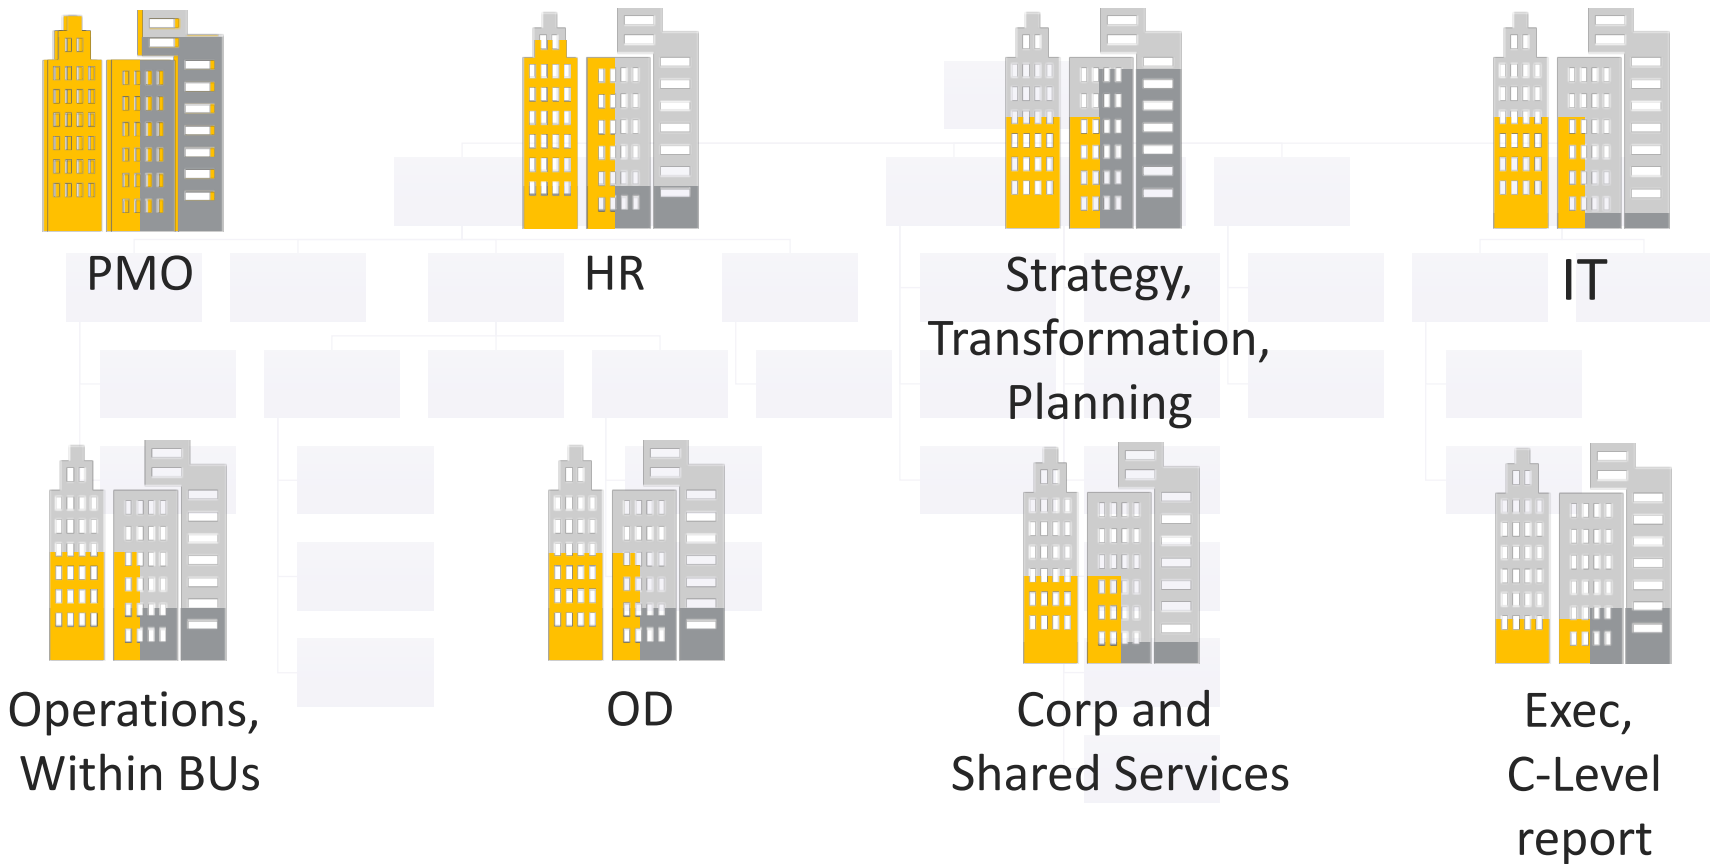 PMO
HR
Strategy,
Transformation,
Planning
IT
Operations,
Within BUs
OD
Corp and
Shared Services
Exec,
C-Level
report